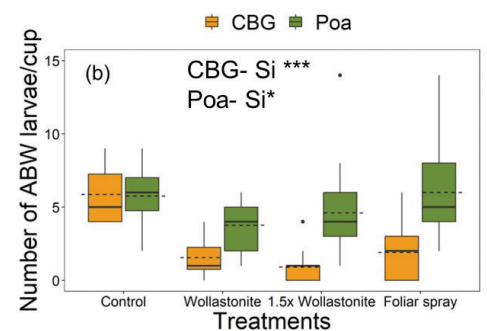 CBG Poa
(b)
CBG- Si ***
Poa- Si*
Number of ABW larvae/cup
15
10
5
0
Control Wollastonite 1.5x Wollastonite Foliar spray
Treatments